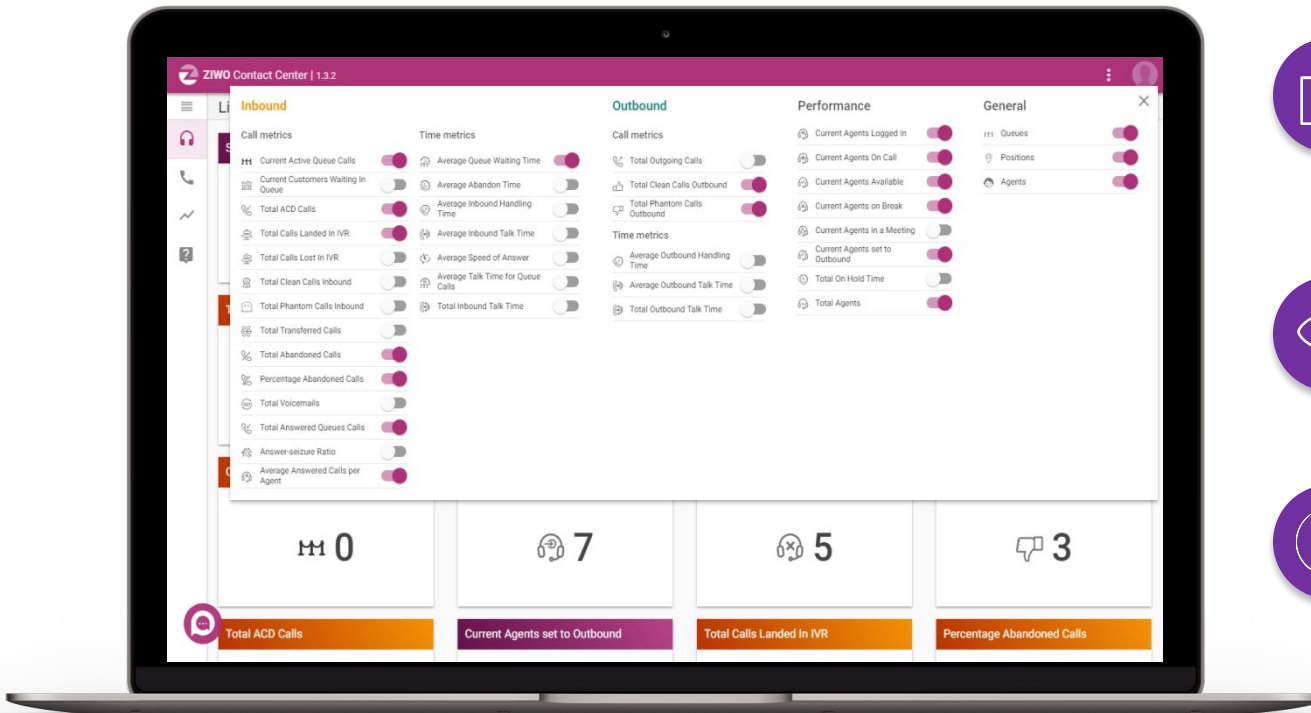 ZIWO Contact Center | 1.3.2
Li
Inbound
Call metrics
Current Active Queue Calls
Current Customers Waiting In
Queue
Total ACD Calls
Total Calls Landed In IVR
Total Calls Lost In IVR
Total Clean Calls Inbound
Total Phantom Calls Inbound
Total Transferred Calls
Total Abandoned Calls
Percentage Abandoned Calls
Total Voicemails
Total Answered Queues Calls
Answer-seizure Ratio
Average Answered Calls per
Agent
Time metrics
Average Queue Waiting Time
Average Abandon Time
Average Inbound Handling
Time
Average Inbound Talk Time
Average Speed of Answer
Average Talk Time for Queue
Calls
Total Inbound Talk Time
Outbound
Call metrics
Total Outgoing Calls
Total Clean Calls Outbound
Total Phantom Calls
Outbound
Time metrics
Average Outbound Handling
Time
Average Outbound Talk Time
Total Outbound Talk Time
Performance
Current Agents Logged In
Current Agents On Call
Current Agents Available
Current Agents on Break
Current Agents in a Meeting
Current Agents set to
Outbound
Total On Hold Time
Total Agents
General
Queues
Positions
Agents
0
7
5
3
Total ACD Calls
Current Agents set to Outbound
Total Calls Landed In IVR
Percentage Abandoned Calls